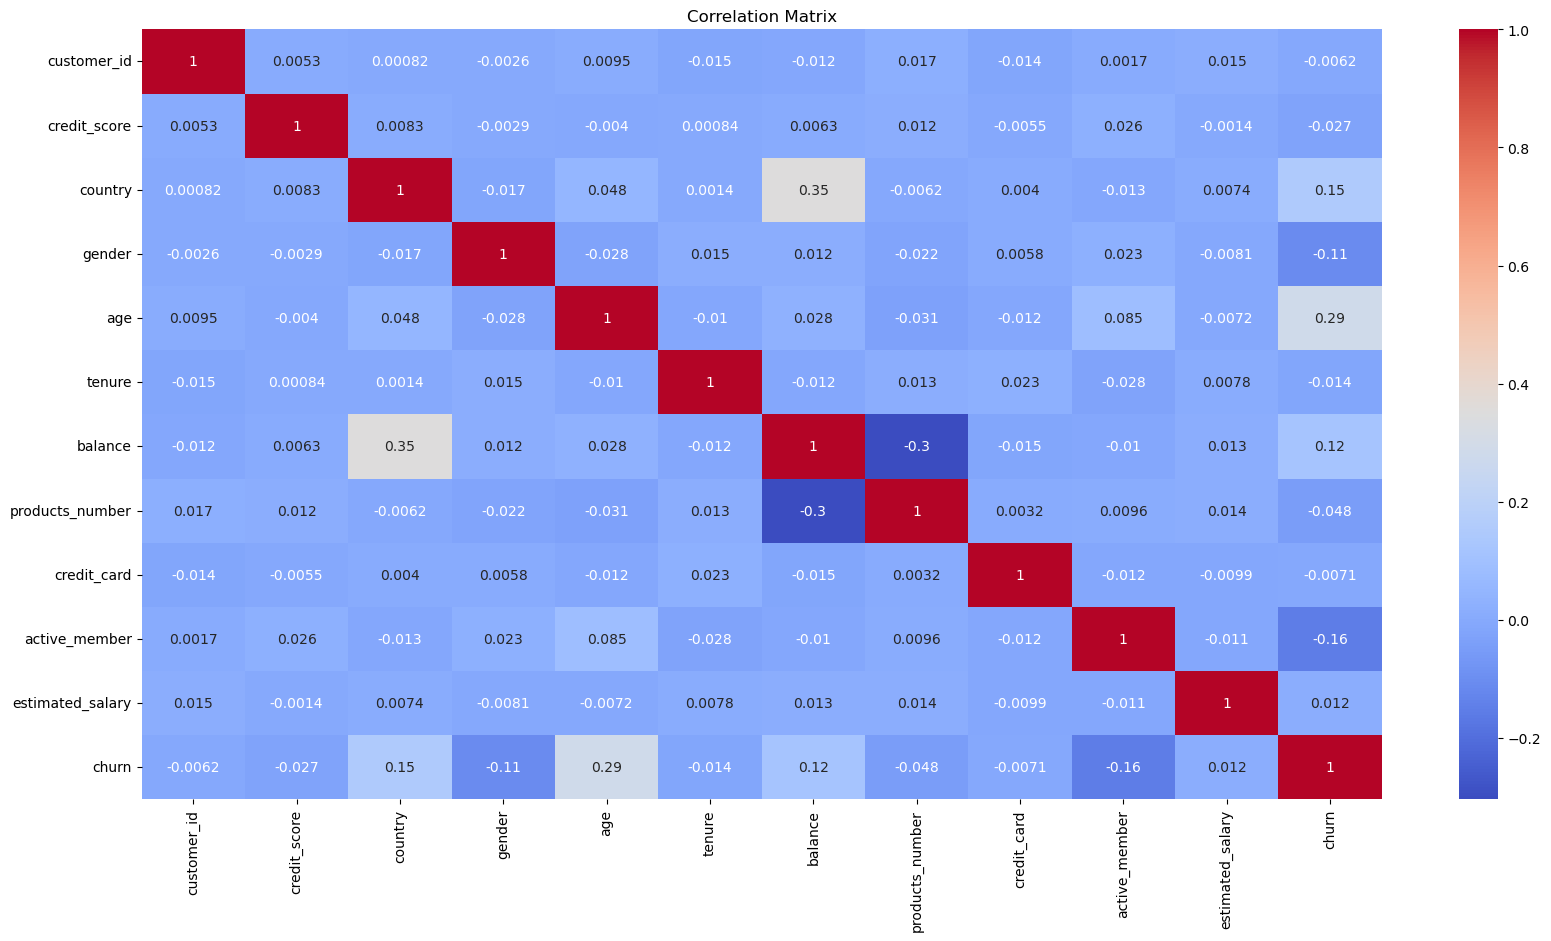 Correlation Matrix
customer_id 1 0.0053 0.00082 -0.0026 0.0095 -0.015 -0.012 0.017 -0.014 0.0017 0.015 -0.0062
credit_score 0.0053 1 0.0083 -0.0029 -0.004 0.00084 0.0063 0.012 -0.0055 0.026 -0.0014 -0.027
country 0.00082 0.0083 1 -0.017 0.048 0.0014 0.35 -0.0062 0.004 -0.013 0.0074 0.15
gender -0.0026 -0.0029 -0.017 1 -0.028 0.015 0.012 -0.022 0.0058 0.023 -0.0081 -0.11
age 0.0095 -0.004 0.048 -0.028 1 -0.01 0.028 -0.031 -0.012 0.085 -0.0072 0.29
tenure -0.015 0.00084 0.0014 0.015 -0.01 1 -0.012 0.013 0.023 -0.028 0.0078 -0.014
balance -0.012 0.0063 0.35 0.012 0.028 -0.012 1 -0.3 -0.015 -0.01 0.013 0.12
products_number 0.017 0.012 -0.0062 -0.022 -0.031 0.013 -0.3 1 0.0032 0.0096 0.014 -0.048
credit_card -0.014 -0.0055 0.004 0.0058 -0.012 0.023 -0.015 0.0032 1 -0.012 -0.0099 -0.0071
active_member 0.0017 0.026 -0.013 0.023 0.085 -0.028 -0.01 0.0096 -0.012 1 -0.011 -0.16
estimated_salary 0.015 -0.0014 0.0074 -0.0081 -0.0072 0.0078 0.013 0.014 -0.0099 -0.011 1 0.012
churn -0.0062 -0.027 0.15 -0.11 0.29 -0.014 0.12 -0.048 -0.0071 -0.16 0.012 1
customer_id
credit_score
country
gender
age
tenure
balance
products_number
credit_card
active_member
estimated_salary
churn
1.0
0.8
0.6
0.4
0.2
0.0
−0.2